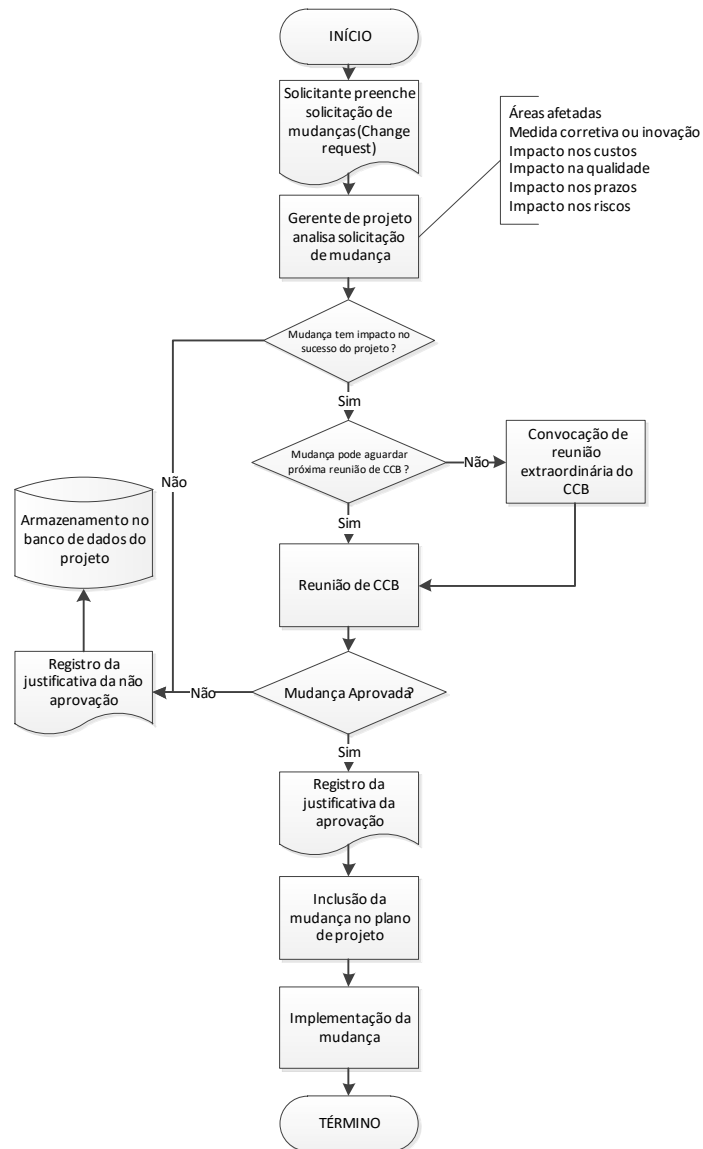 INÍCIO
Solicitante preenche
solicitação de
mudanças(Change
request)
Áreas afetadas
Medida corretiva ou inovação
Impacto nos custos
Impacto na qualidade
Impacto nos prazos
Impacto nos riscos
Gerente de projeto
analisa solicitação
de mudança
Mudança tem impacto no
sucesso do projeto ?
Sim
Mudança pode aguardar
próxima reunião de CCB ?
Não
Convocação de
reunião
extraordinária do
CCB
Não
Sim
Armazenamento no
banco de dados do
projeto
Reunião de CCB
Registro da
justificativa da não
aprovação
Não
Mudança Aprovada?
Sim
Registro da
justificativa da
aprovação
Inclusão da
mudança no plano
de projeto
Implementação da
mudança
TÉRMINO